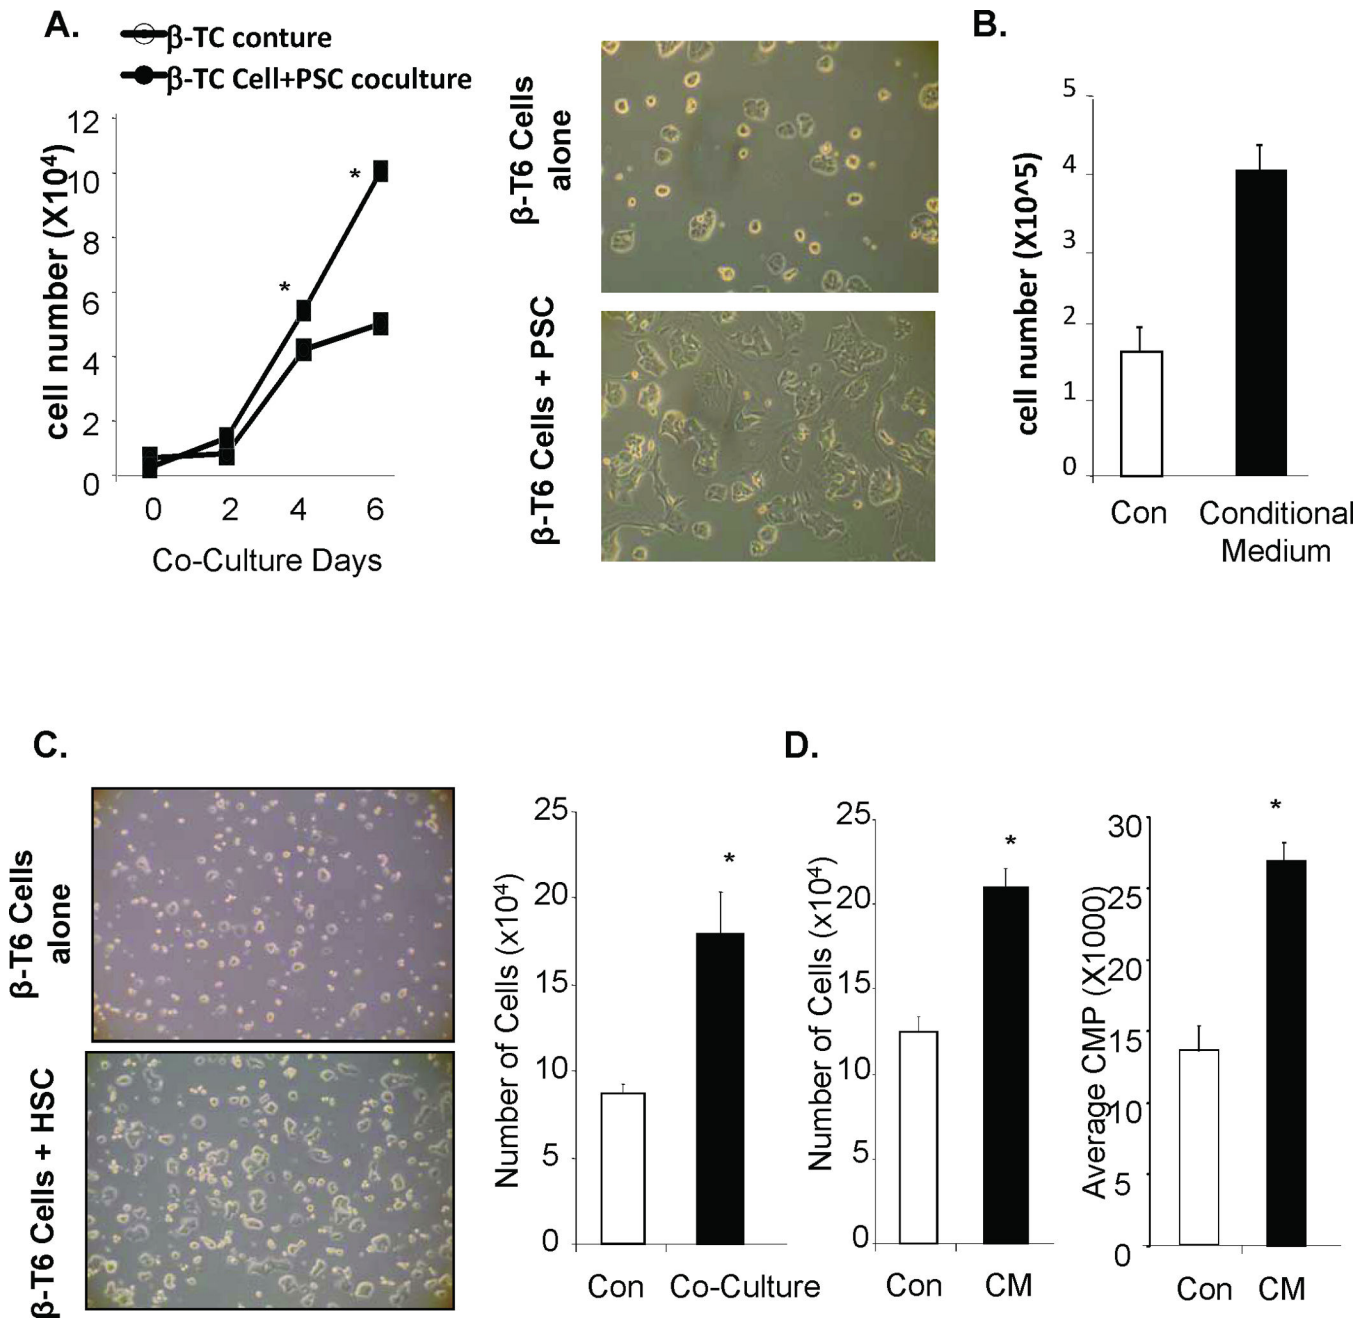 A.
β-TC conture
β-TC Cell+PSC coculture
12
10
8
6
4
2
0
cell number (X10⁴)
0 2 4 6
Co-Culture Days
*
*
β-T6 Cells
alone
β-T6 Cells + PSC
B.
5
4
3
2
1
0
cell number (X10^5)
Con Conditional
Medium
C.
β-T6 Cells
alone
β-T6 Cells + HSC
25
20
15
10
5
0
Number of Cells (x10⁴)
*
Con Co-Culture
D.
25
20
15
10
5
0
Number of Cells (x10⁴)
*
Con CM
30
25
20
15
10
5
0
Average CMP (X1000)
*
Con CM